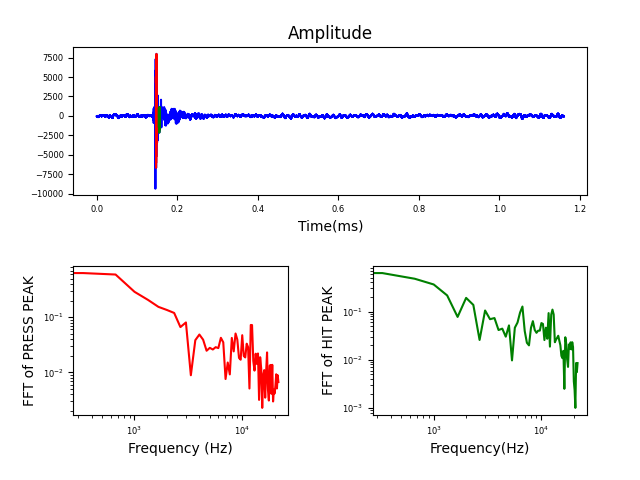 Amplitude
7500
5000
2500
0
−2500
−5000
−7500
−10000
0.0 0.2 0.4 0.6 0.8 1.0 1.2
Time(ms)
FFT of PRESS PEAK
10⁻¹
10⁻²
10³ 10⁴
Frequency (Hz)
FFT of HIT PEAK
10⁻¹
10⁻²
10⁻³
10³ 10⁴
Frequency(Hz)